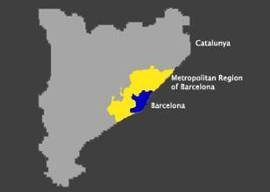 Catalunya
Metropolitan Region
of Barcelona
Barcelona